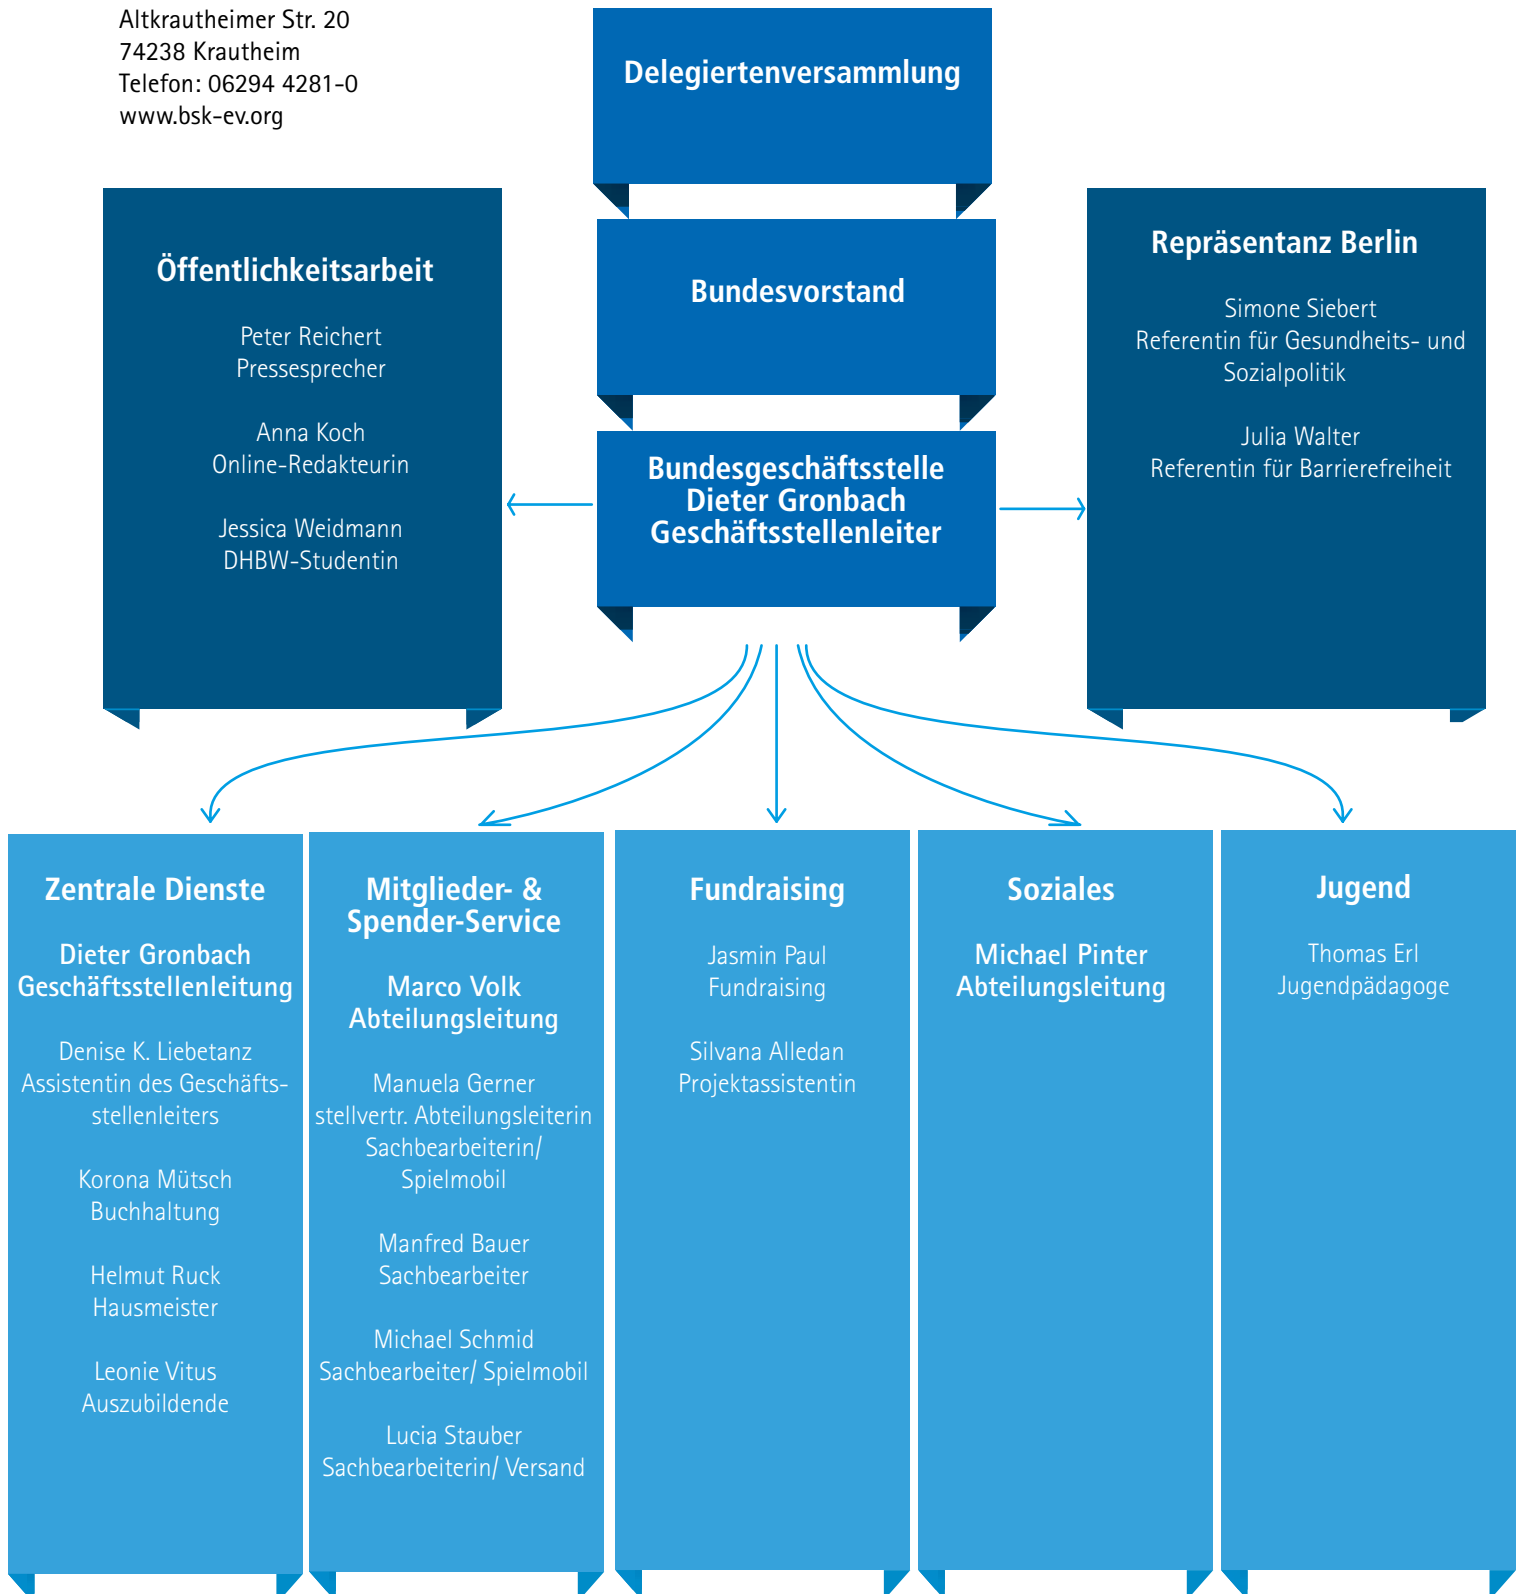 Altkrautheimer Str. 20
74238 Krautheim
Telefon: 06294 4281-0
www.bsk-ev.org
Delegiertenversammlung
Bundesvorstand
Bundesgeschäftsstelle
Dieter Gronbach
Geschäftsstellenleiter
Öffentlichkeitsarbeit
Peter Reichert
Pressesprecher
Anna Koch
Online-Redakteurin
Jessica Weidmann
DHBW-Studentin
Repräsentanz Berlin
Simone Siebert
Referentin für Gesundheits- und
Sozialpolitik
Julia Walter
Referentin für Barrierefreiheit
Zentrale Dienste
Dieter Gronbach
Geschäftsstellenleitung
Denise K. Liebetanz
Assistentin des Geschäfts-
stellenleiters
Korona Mütsch
Buchhaltung
Helmut Ruck
Hausmeister
Leonie Vitus
Auszubildende
Mitglieder- &
Spender-Service
Marco Volk
Abteilungsleitung
Manuela Gerner
stellvertr. Abteilungsleiterin
Sachbearbeiterin/
Spielmobil
Manfred Bauer
Sachbearbeiter
Michael Schmid
Sachbearbeiter/ Spielmobil
Lucia Stauber
Sachbearbeiterin/ Versand
Fundraising
Jasmin Paul
Fundraising
Silvana Alledan
Projektassistentin
Soziales
Michael Pinter
Abteilungsleitung
Jugend
Thomas Erl
Jugendpädagoge